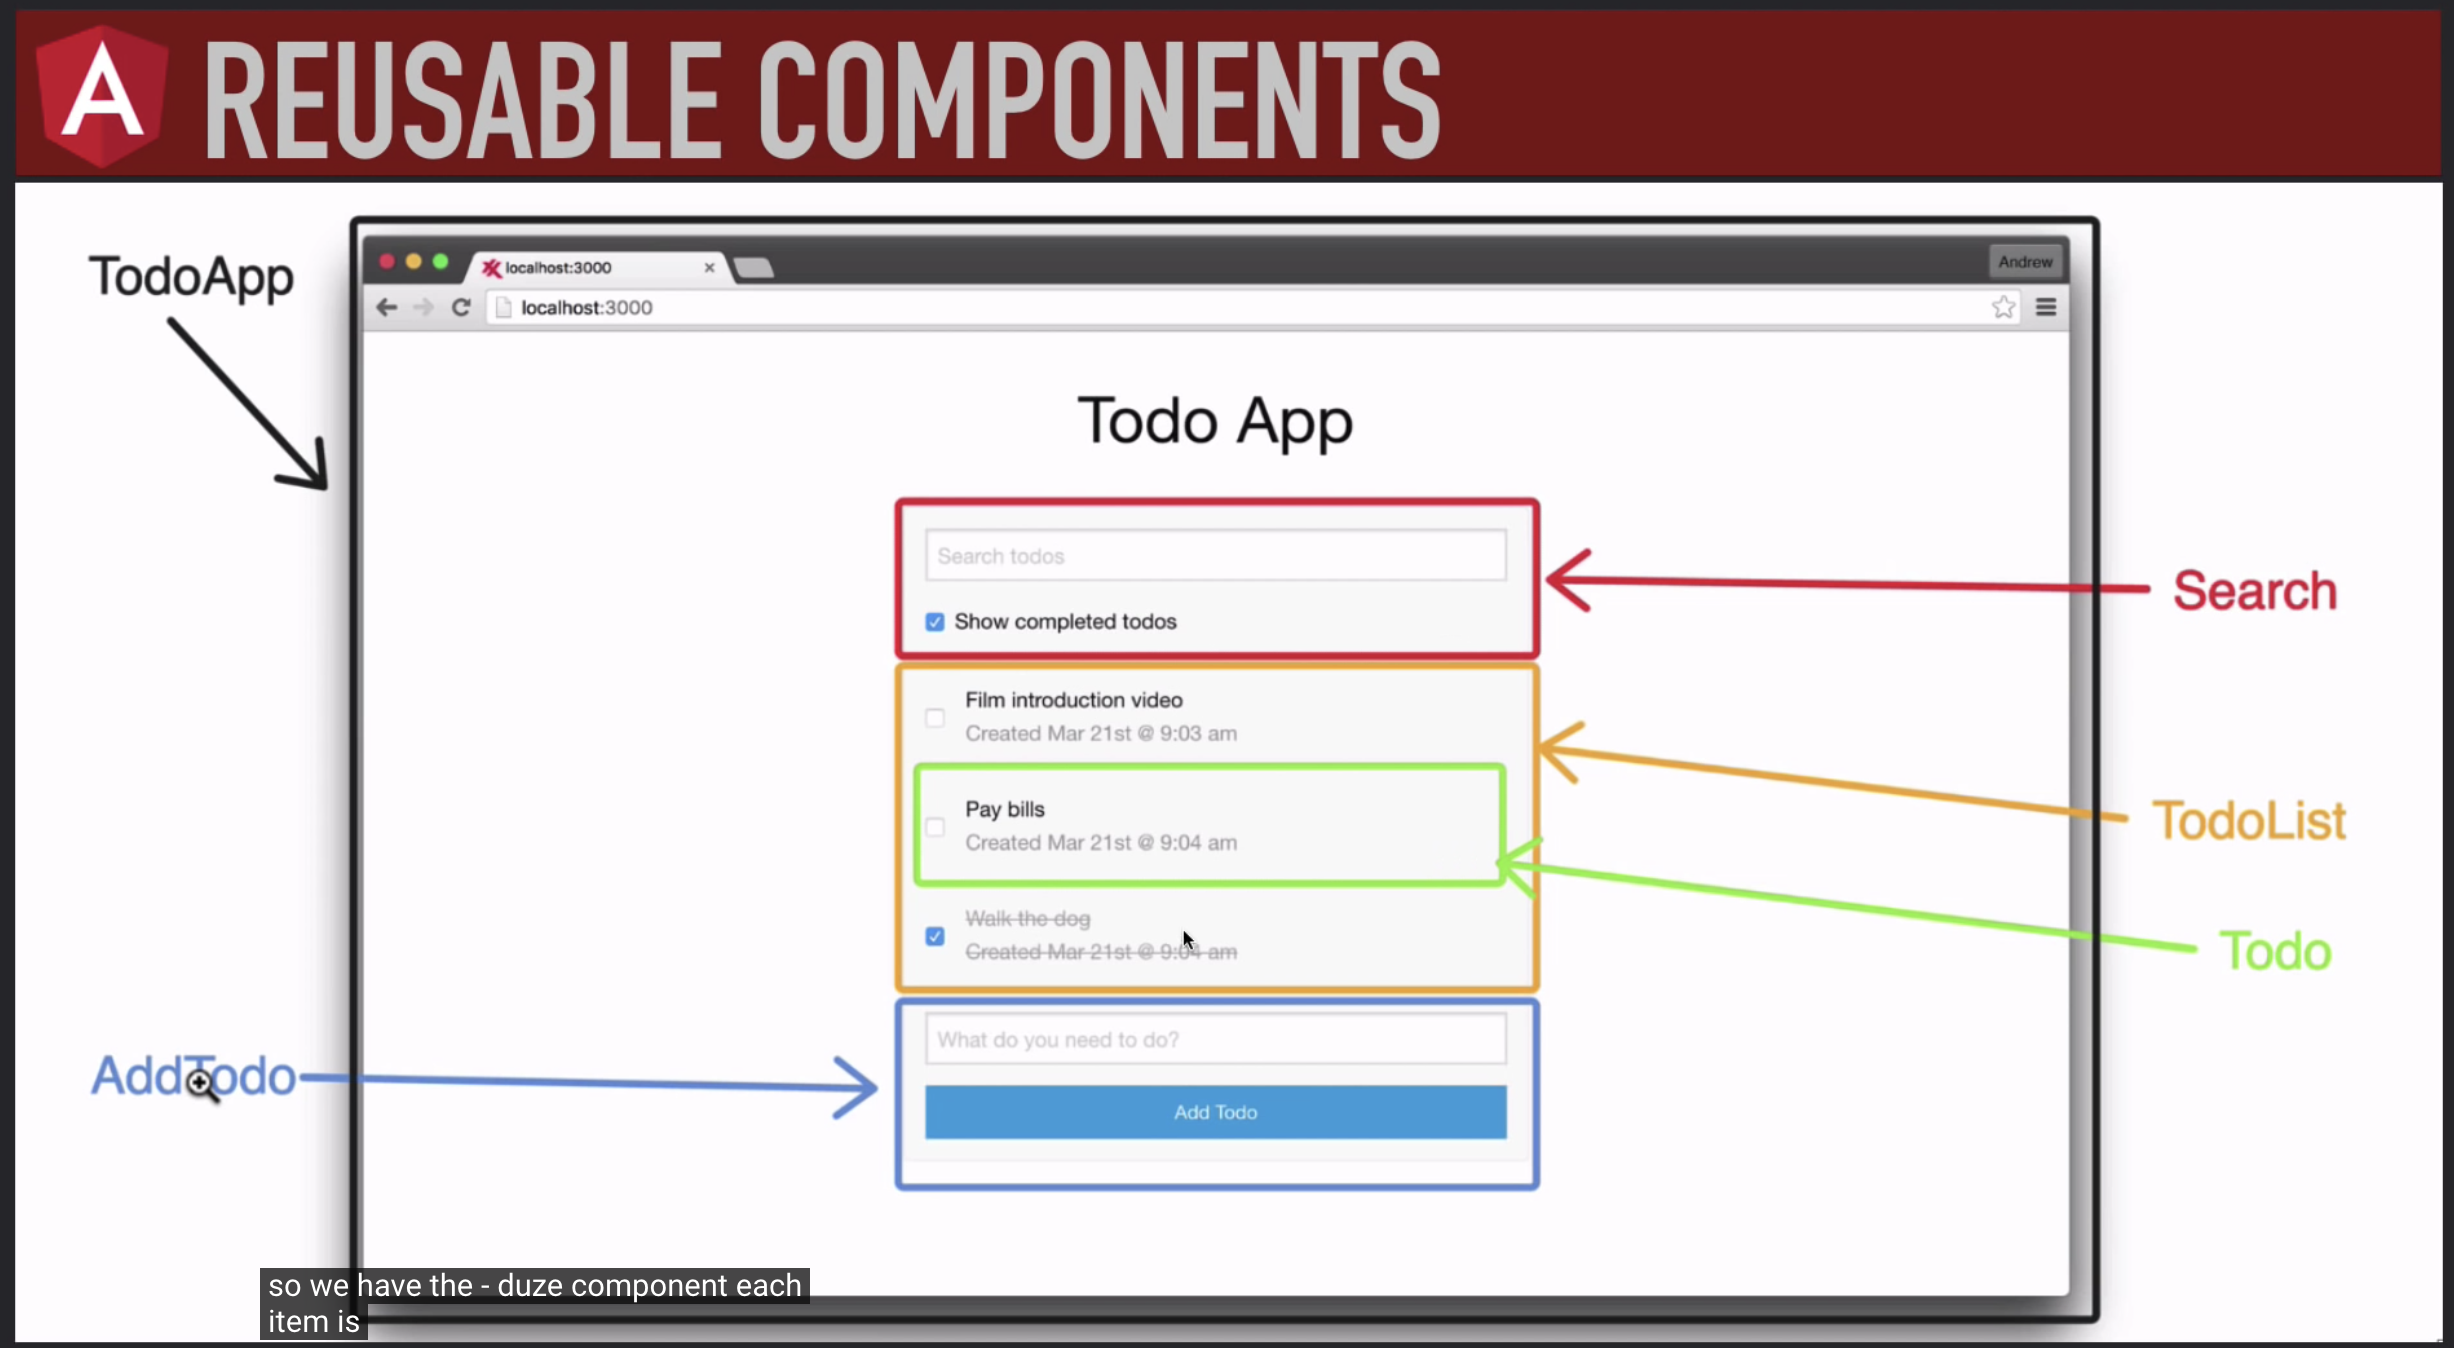 REUSABLE COMPONENTS
TodoApp
localhost:3000
Andrew
localhost:3000
Todo App
Search todos
Show completed todos
Search
Film introduction video
Created Mar 21st @ 9:03 am
TodoList
Pay bills
Created Mar 21st @ 9:04 am
Todo
Walk the dog
Created Mar 21st @ 9:04 am
What do you need to do?
AddTodo
Add Todo
so we have the - duze component each
item is